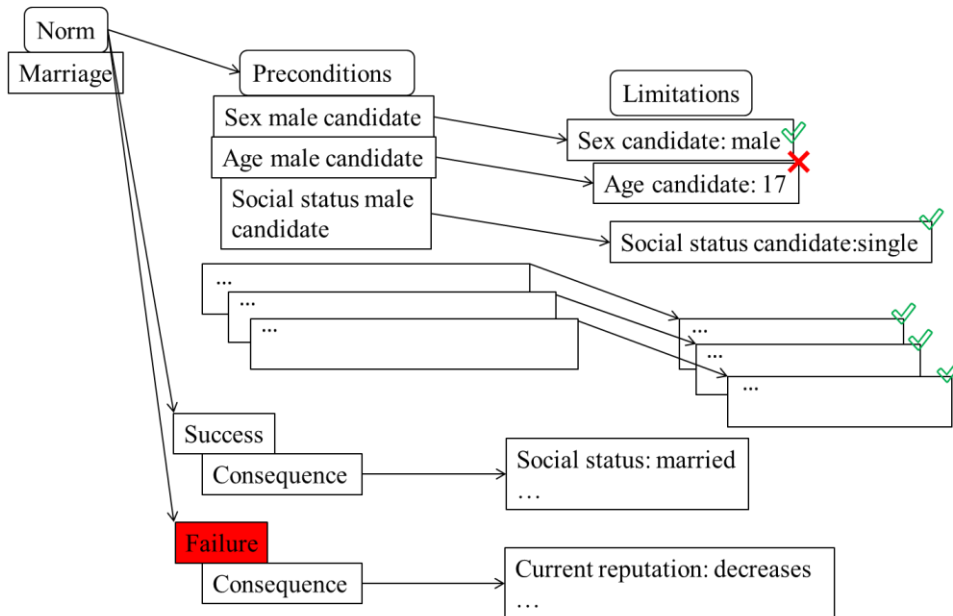 Norm
Marriage
Preconditions
Limitations
Sex male candidate
Sex candidate: male
Age male candidate
Age candidate: 17
Social status male
candidate
Social status candidate:single
...
...
...
...
...
...
Success
Consequence
Social status: married
…
Failure
Consequence
Current reputation: decreases
…